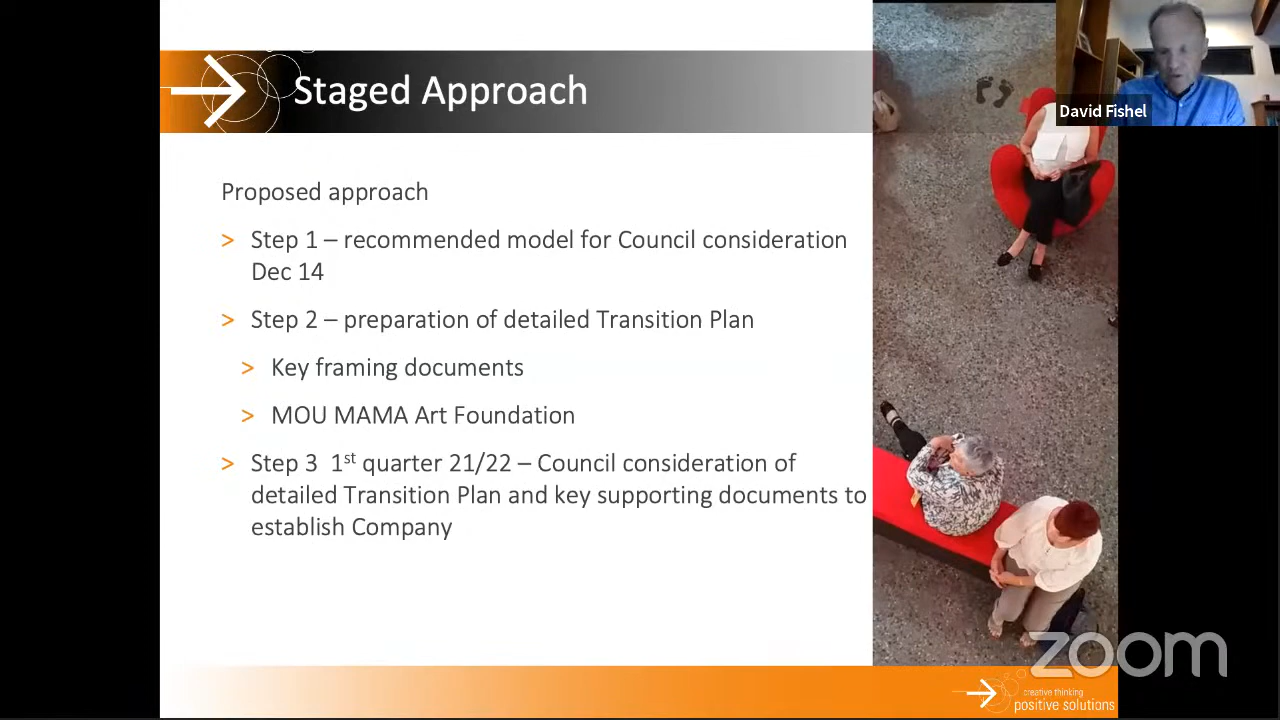 Staged Approach
David Fishel
Proposed approach
> Step 1 – recommended model for Council consideration
Dec 14
> Step 2 – preparation of detailed Transition Plan
> Key framing documents
> MOU MAMA Art Foundation
> Step 3 1st quarter 21/22 – Council consideration of
detailed Transition Plan and key supporting documents to
establish Company
zoom
creative thinking
positive solutions